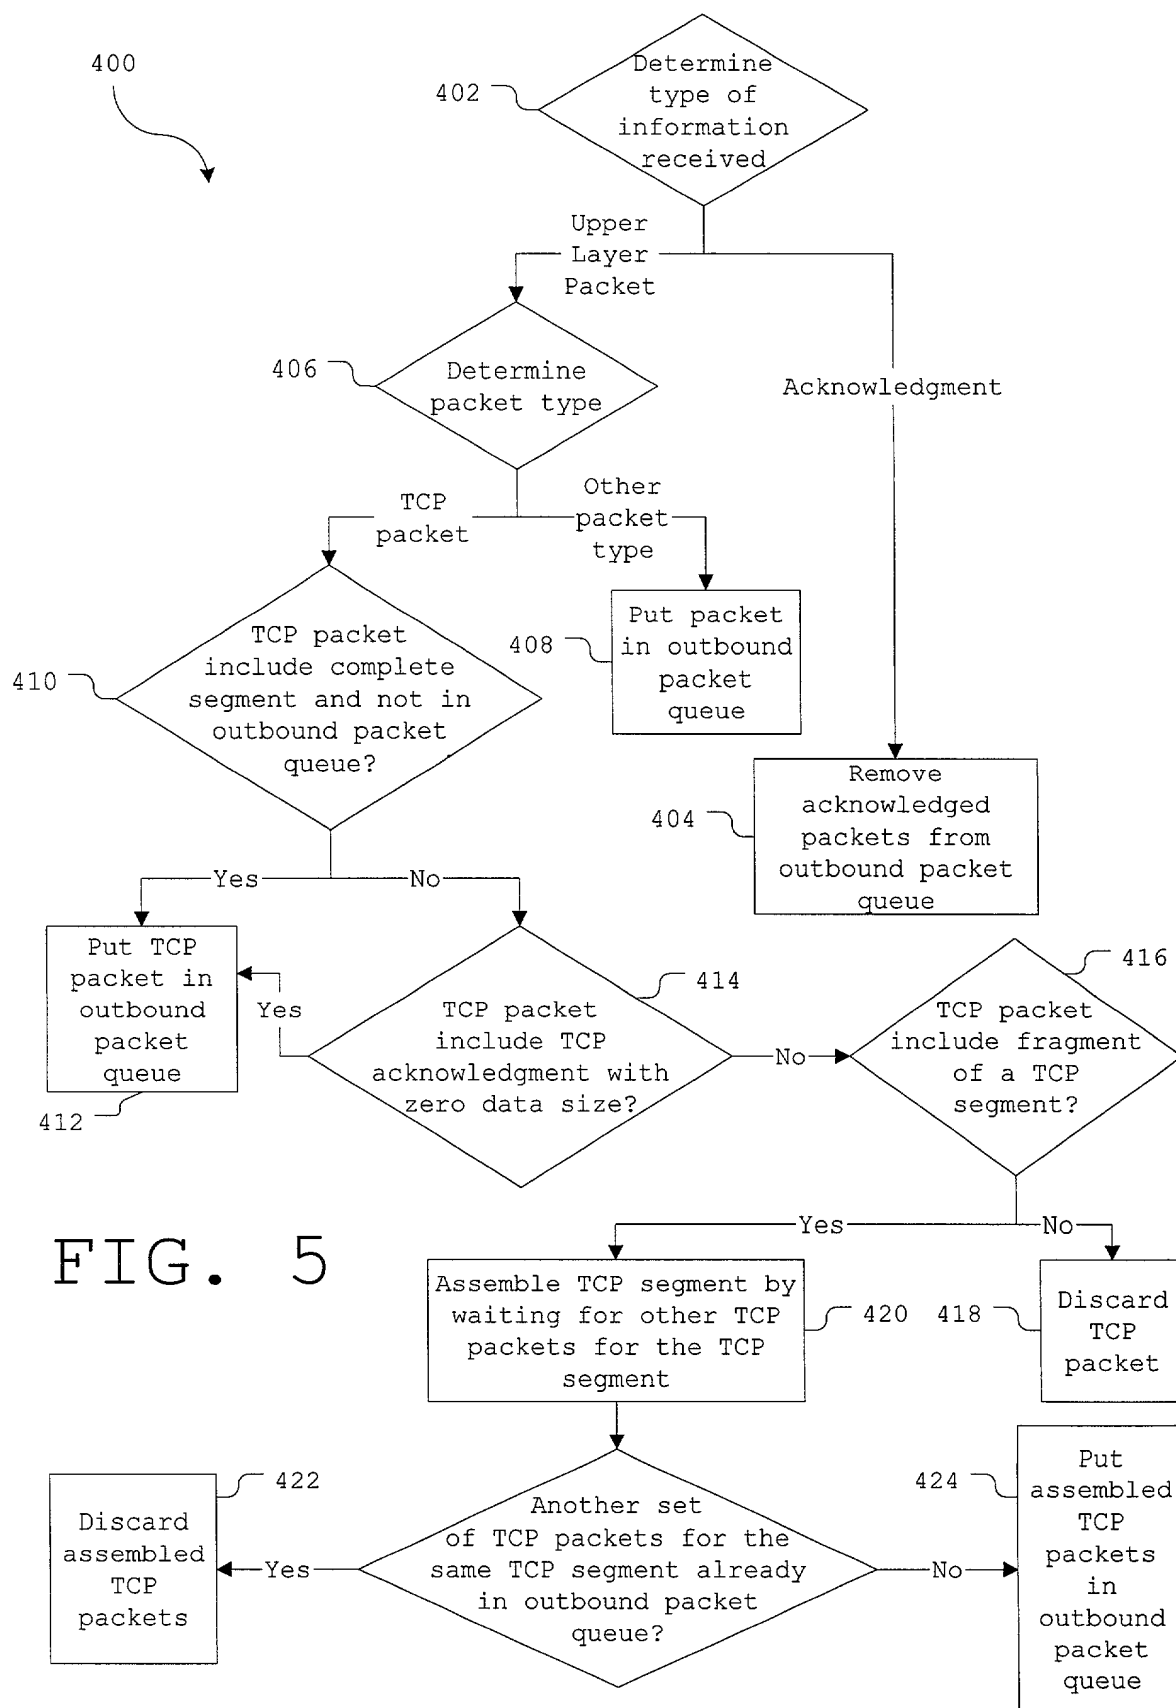 400
402
Determine
type of
information
received
Upper
Layer
Packet
406
Determine
packet type
Acknowledgment
TCP
packet
Other
packet
type
410
TCP packet
include complete
segment and not in
outbound packet
queue?
408
Put packet
in outbound
packet
queue
404
Remove
acknowledged
packets from
outbound packet
queue
Yes
No
Put TCP
packet in
outbound
packet
queue
412
Yes
414
TCP packet
include TCP
acknowledgment with
zero data size?
No
416
TCP packet
include fragment
of a TCP
segment?
Yes
No
FIG. 5
Assemble TCP segment by
waiting for other TCP
packets for the TCP
segment
420
418
Discard
TCP
packet
422
Discard
assembled
TCP
packets
Yes
Another set
of TCP packets for the
same TCP segment already
in outbound packet
queue?
No
424
Put
assembled
TCP
packets
in
outbound
packet
queue